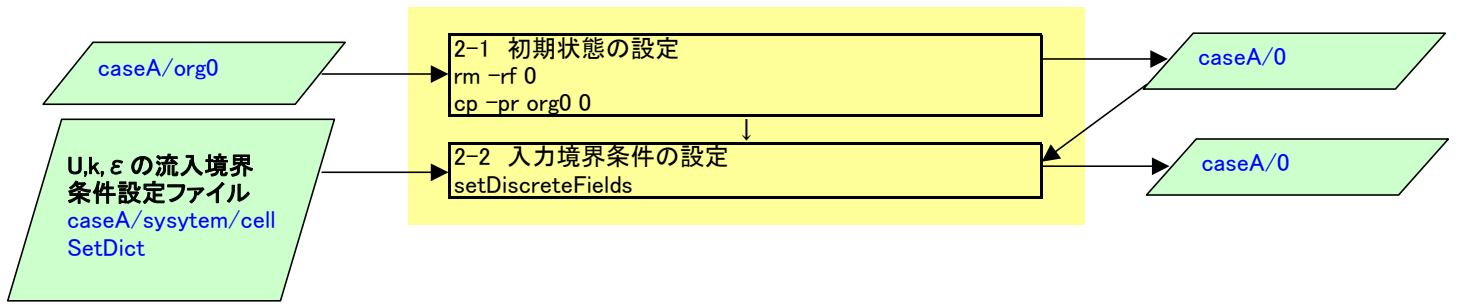 caseA/org0
2-1 初期状態の設定
rm -rf 0
cp -pr org0 0
caseA/0
↓
U,k,εの流入境界
条件設定ファイル
caseA/sysytem/cell
SetDict
2-2 入力境界条件の設定
setDiscreteFields
caseA/0